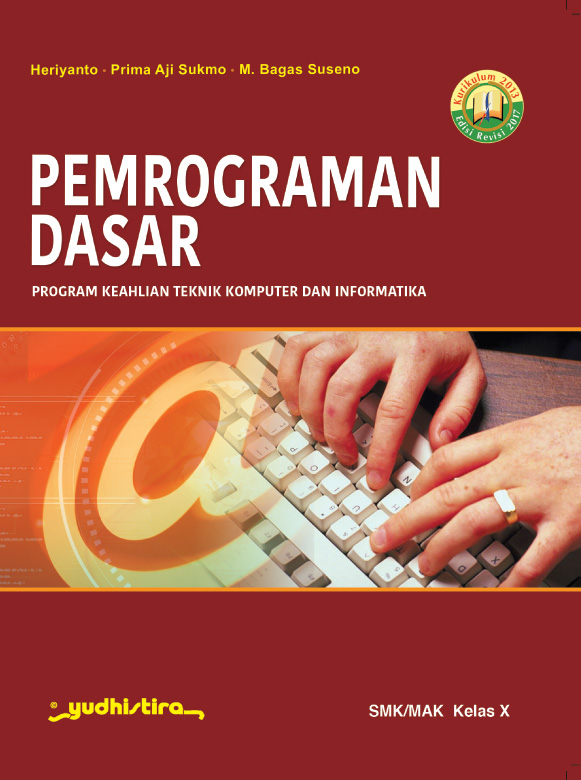 Heriyanto • Prima Aji Sukmo • M. Bagas Suseno
Kurikulum 2013
Edisi Revisi 2017
PEMROGRAMAN
DASAR
PROGRAM KEAHLIAN TEKNIK KOMPUTER DAN INFORMATIKA
@
© yudhistira
SMK/MAK Kelas X